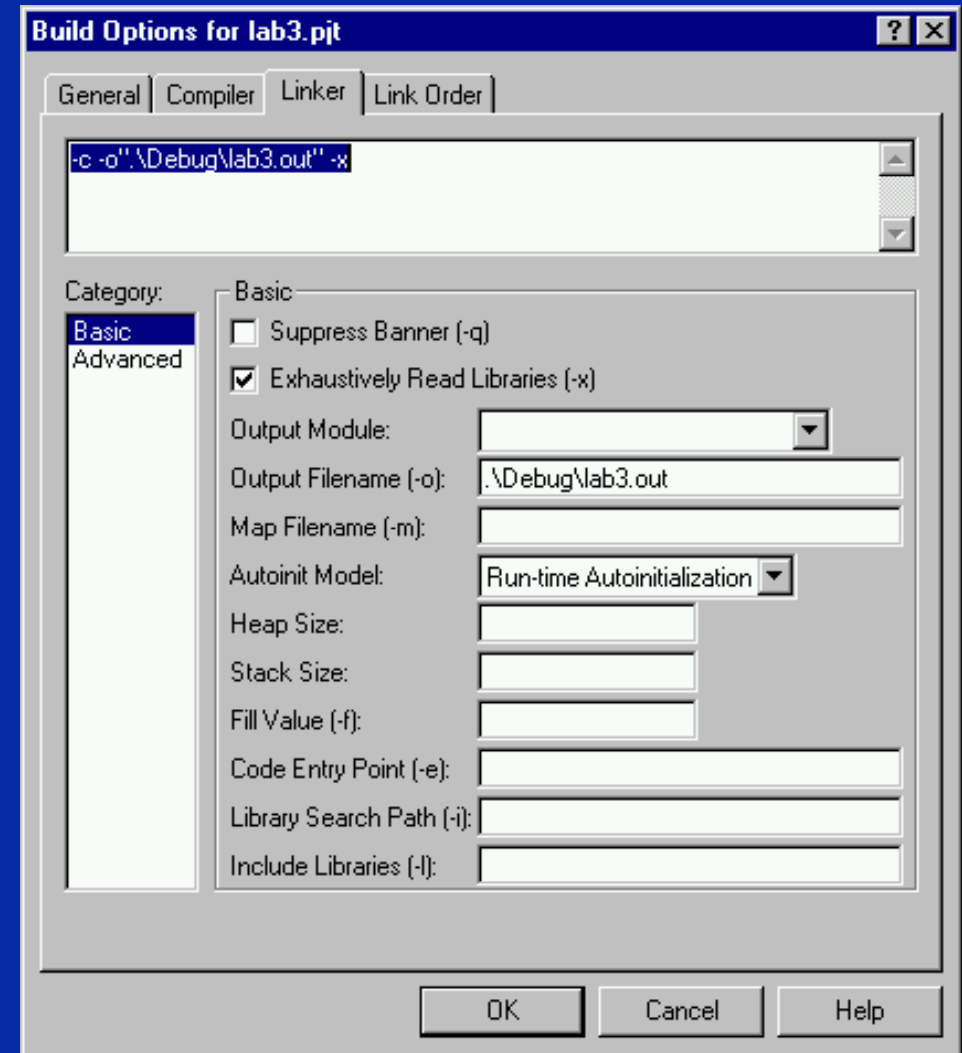 Build Options for lab3.pjt
General Compiler Linker Link Order
-c -o".\Debug\lab3.out" -x
Category:
Basic
Advanced
Basic
Suppress Banner (-q)
Exhaustively Read Libraries (-x)
Output Module:
Output Filename (-o): .\Debug\lab3.out
Map Filename (-m):
Autoinit Model: Run-time Autoinitialization
Heap Size:
Stack Size:
Fill Value (-f):
Code Entry Point (-e):
Library Search Path (-i):
Include Libraries (-l):
OK Cancel Help